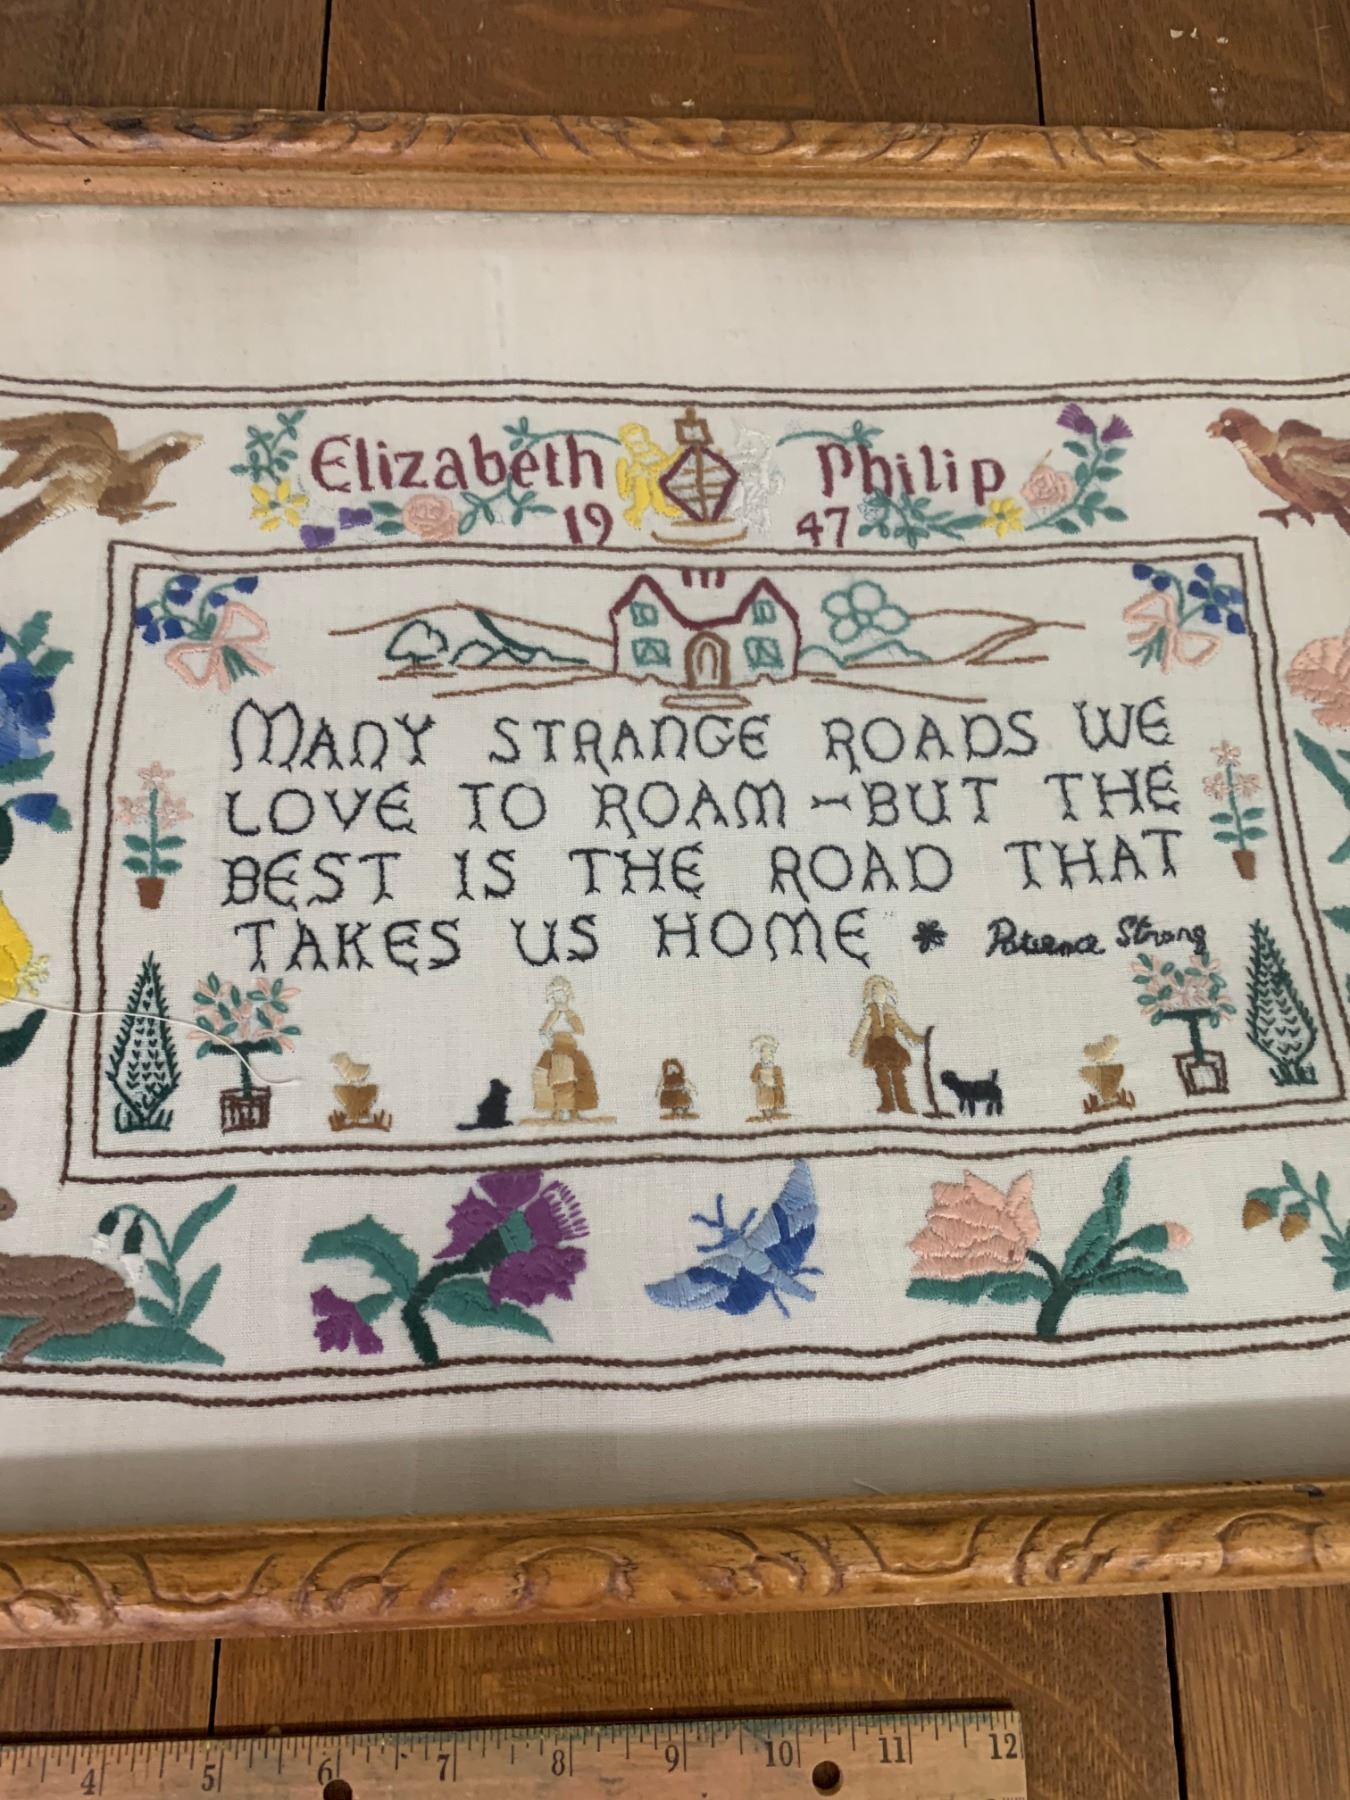 Elizabeth Philip
19 47
MANY STRANGE ROADS WE
LOVE TO ROAM - BUT THE
BEST IS THE ROAD THAT
TAKES US HOME * Patience Strong
4 5 6 7 8 9 10 11 12